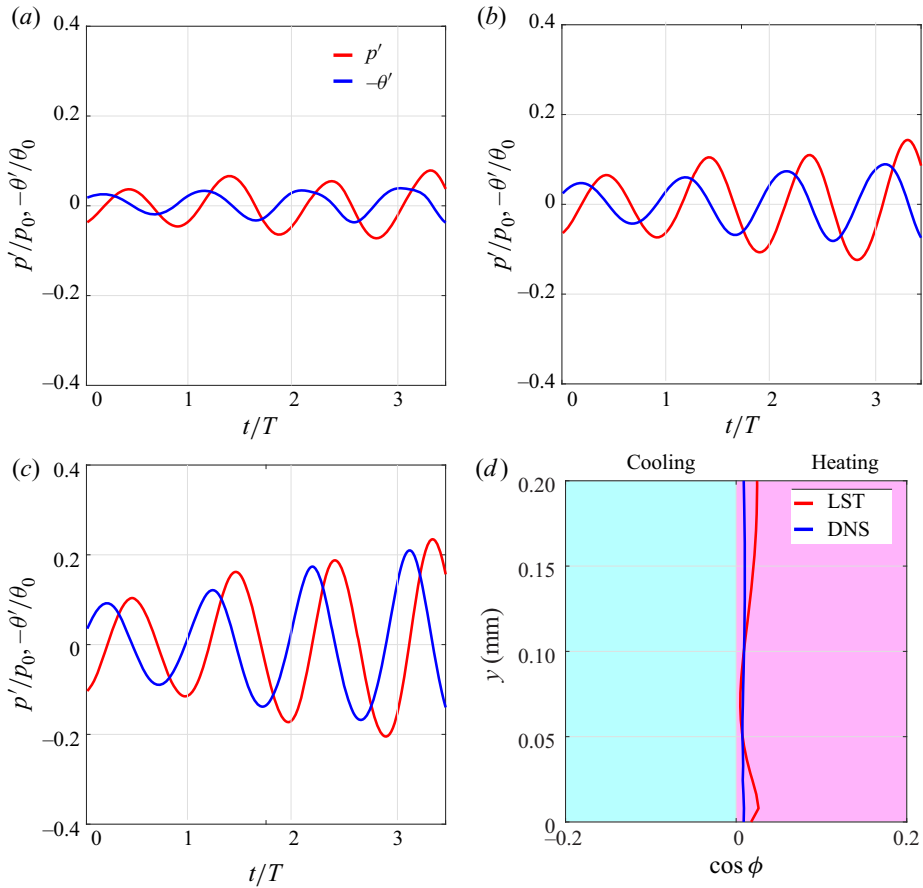 (a)
0.4
0.2
0
−0.2
−0.4
p′/p0, −θ′/θ0
p′
−θ′
0 1 2 3
t/T
(b)
0.4
0.2
0
−0.2
−0.4
p′/p0, −θ′/θ0
0 1 2 3
t/T
(c)
0.4
0.2
0
−0.2
−0.4
p′/p0, −θ′/θ0
0 1 2 3
t/T
(d)
Cooling Heating
LST
DNS
0.20
0.15
0.10
0.05
0
y (mm)
−0.2 0 0.2
cos ϕ